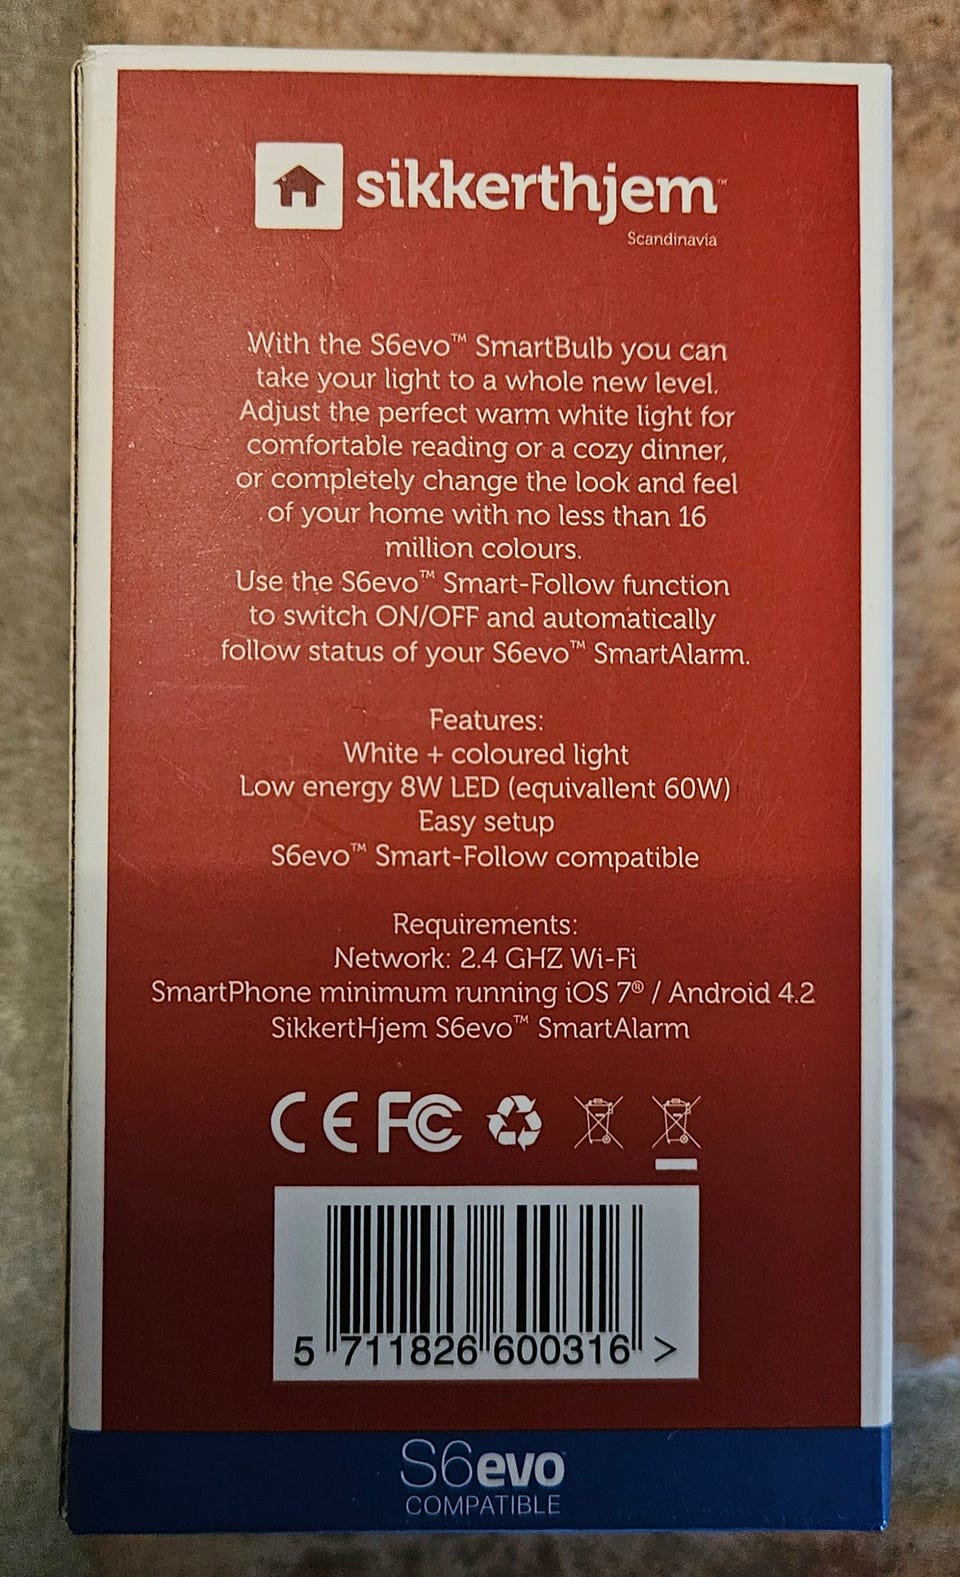 sikkerthjem™
Scandinavia
With the S6evo™ SmartBulb you can
take your light to a whole new level.
Adjust the perfect warm white light for
comfortable reading or a cozy dinner,
or completely change the look and feel
of your home with no less than 16
million colours.
Use the S6evo™ Smart-Follow function
to switch ON/OFF and automatically
follow status of your S6evo™ SmartAlarm.
Features:
White + coloured light
Low energy 8W LED (equivallent 60W)
Easy setup
S6evo™ Smart-Follow compatible
Requirements:
Network: 2.4 GHZ Wi-Fi
SmartPhone minimum running iOS 7® / Android 4.2
SikkertHjem S6evo™ SmartAlarm
CE FC
5 711826 600316 >
S6evo™
COMPATIBLE